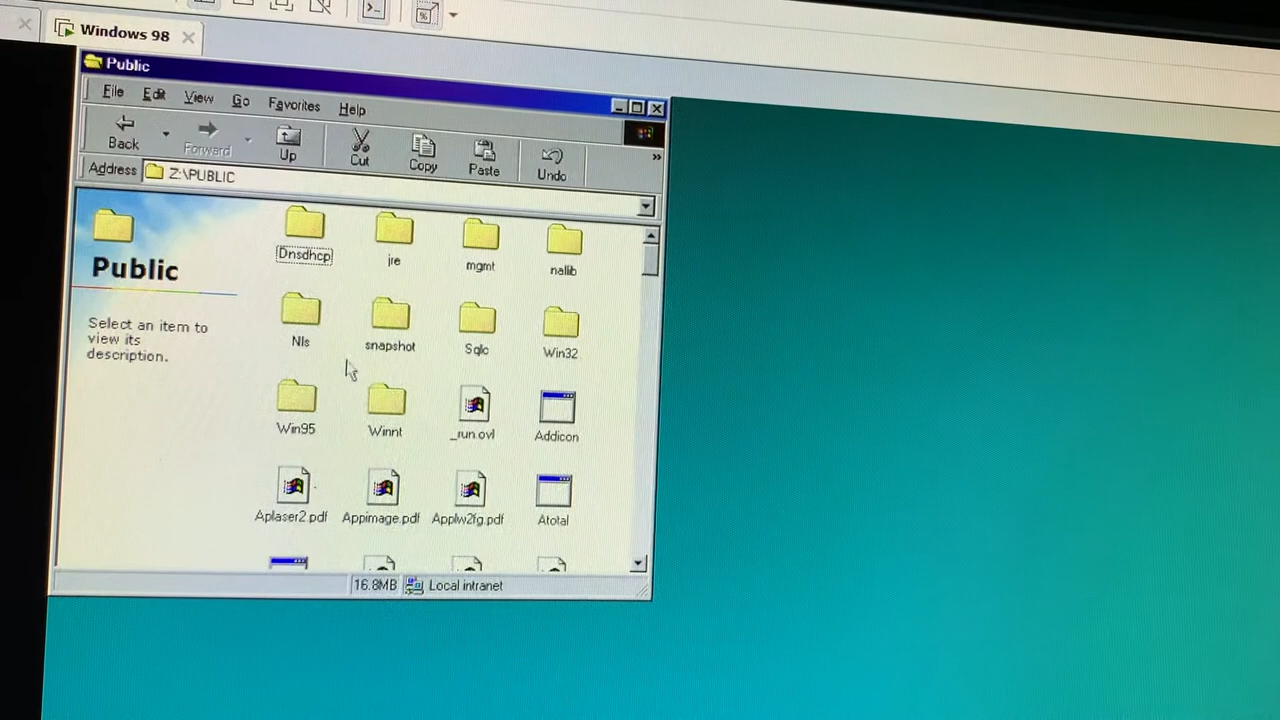 Windows 98
Public
File Edit View Go Favorites Help
Back Forward Up Cut Copy Paste Undo
Address Z:\PUBLIC
Public
Select an item to
view its
description.
Dnsdhcp jre mgmt nallib
Nls snapshot Sqlc Win32
Win95 Winnt _run.ovl Addicon
Aplaser2.pdf Appimage.pdf Applw2fg.pdf Atotal
16.8MB Local intranet